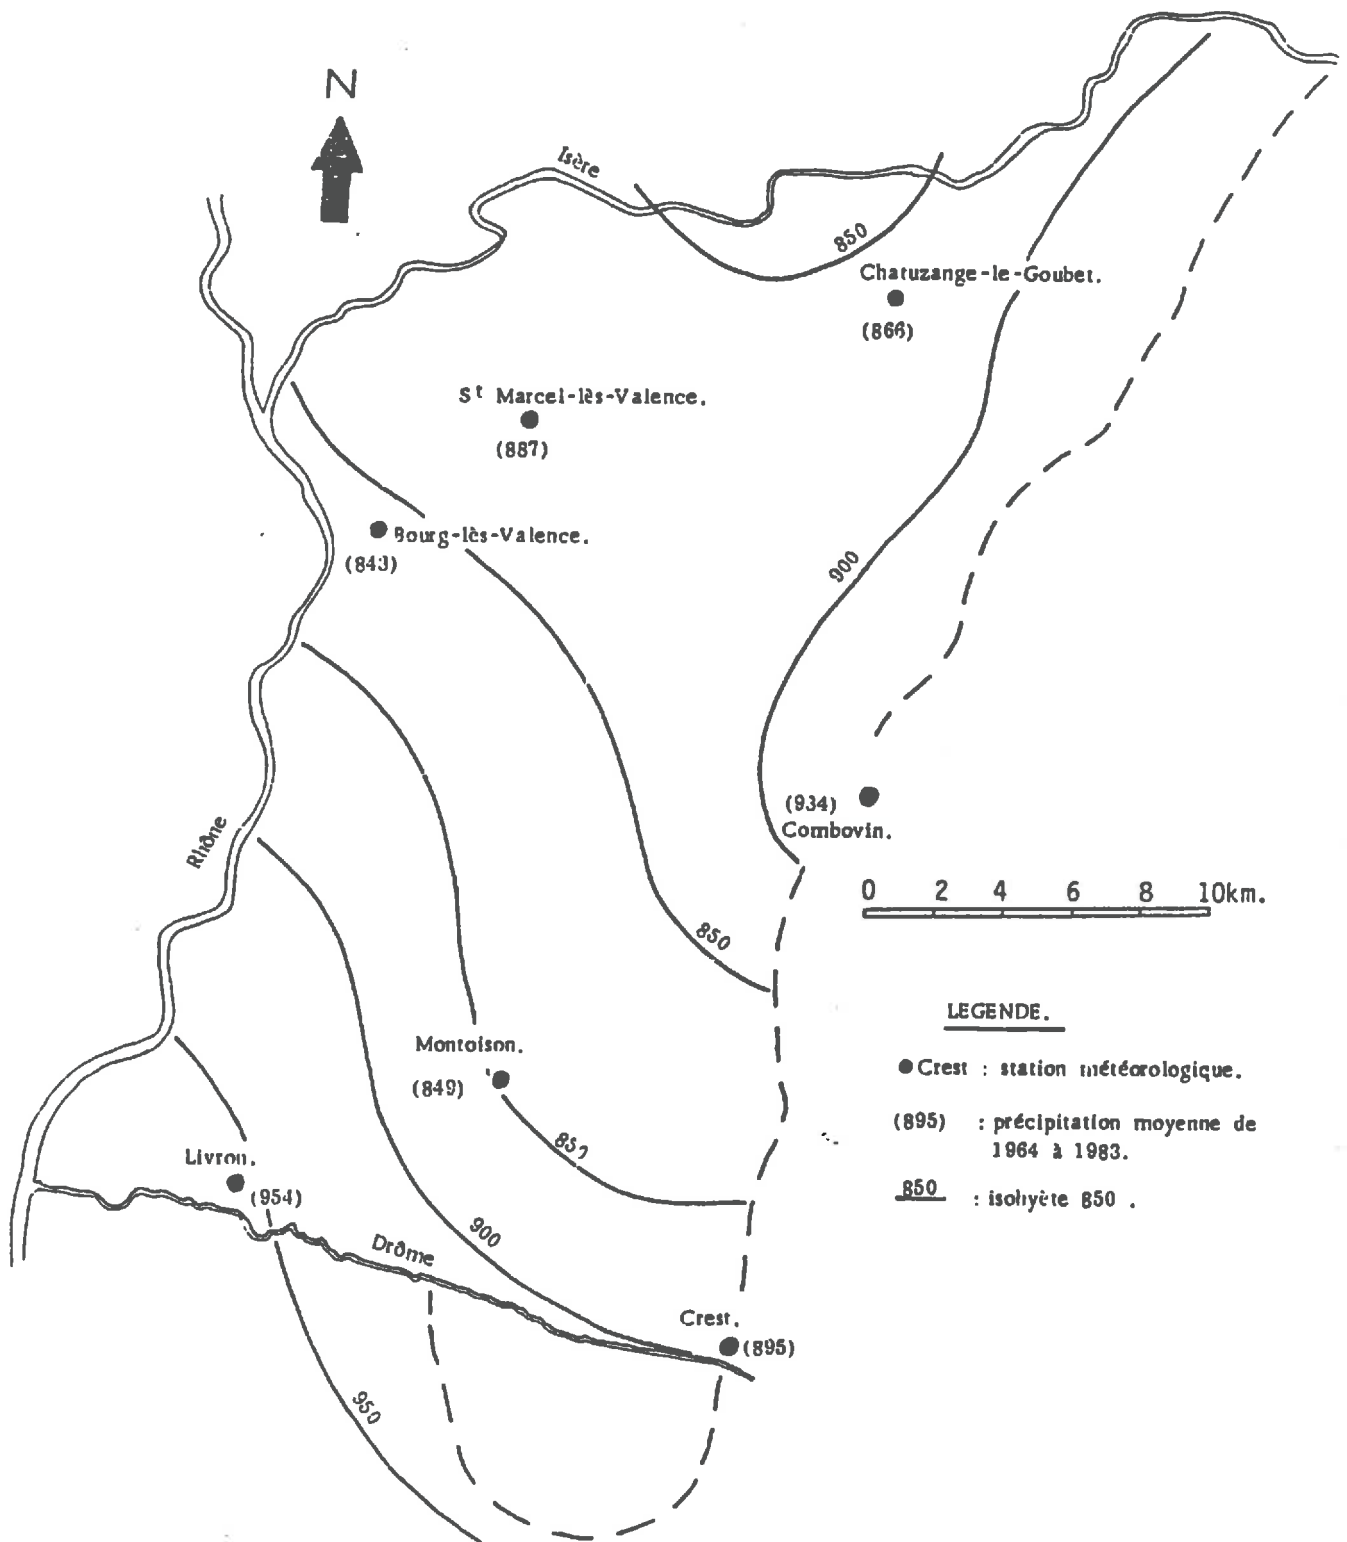 N
Isère
850
Chatuzange-le-Goubet.
(866)
St Marcel-lès-Valence.
(887)
Bourg-lès-Valence.
(843)
900
(934)
Combovin.
Rhône
0 2 4 6 8 10km.
850
LEGENDE.
Montoison.
(849)
Crest : station météorologique.
(895) : précipitation moyenne de
1964 à 1983.
850 : isohyète 850 .
Livron.
(954)
900
Drôme
Crest.
(895)
950